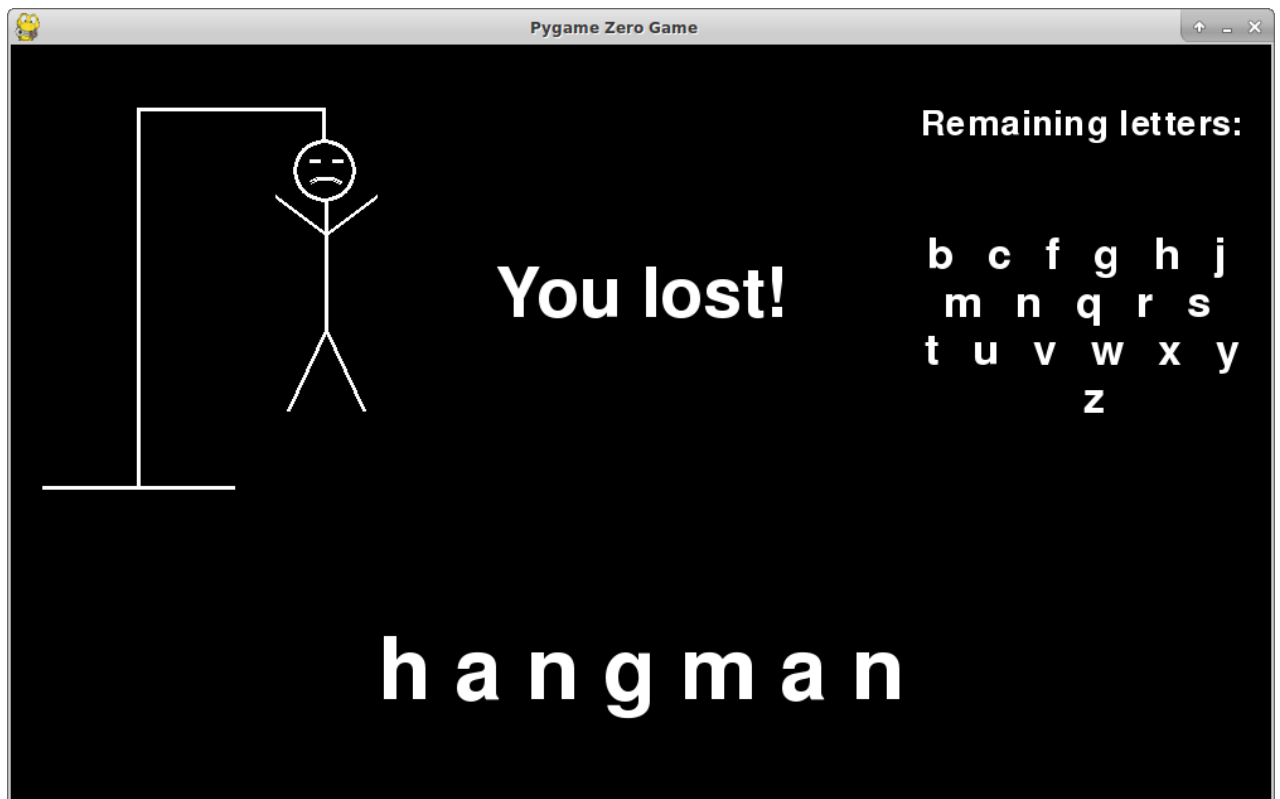 Pygame Zero Game
Remaining letters:
b c f g h j
m n q r s
t u v w x y
z
You lost!
h a n g m a n